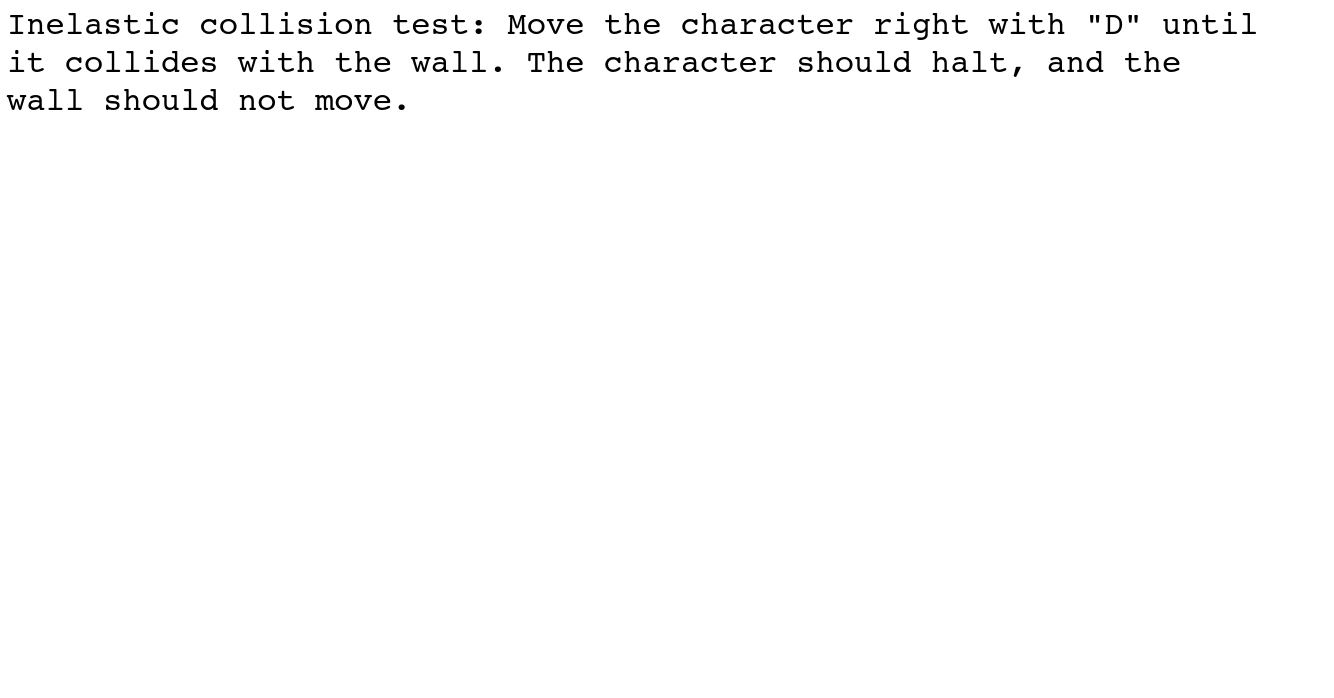 Inelastic collision test: Move the character right with "D" until
it collides with the wall. The character should halt, and the
wall should not move.